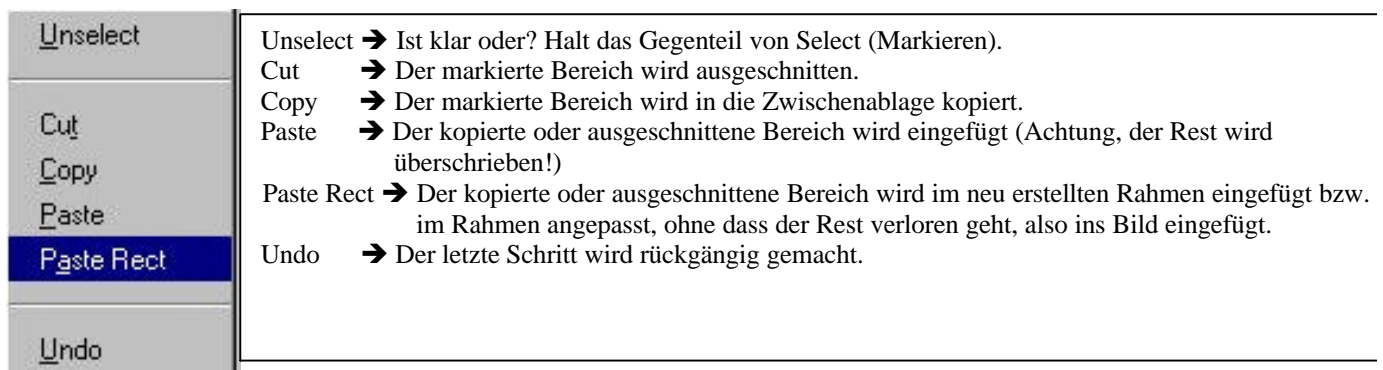 Unselect
Cut
Copy
Paste
Paste Rect
Undo
Unselect ➔ Ist klar oder? Halt das Gegenteil von Select (Markieren).
Cut ➔ Der markierte Bereich wird ausgeschnitten.
Copy ➔ Der markierte Bereich wird in die Zwischenablage kopiert.
Paste ➔ Der kopierte oder ausgeschnittene Bereich wird eingefügt (Achtung, der Rest wird
überschrieben!)
Paste Rect ➔ Der kopierte oder ausgeschnittene Bereich wird im neu erstellten Rahmen eingefügt bzw.
im Rahmen angepasst, ohne dass der Rest verloren geht, also ins Bild eingefügt.
Undo ➔ Der letzte Schritt wird rückgängig gemacht.